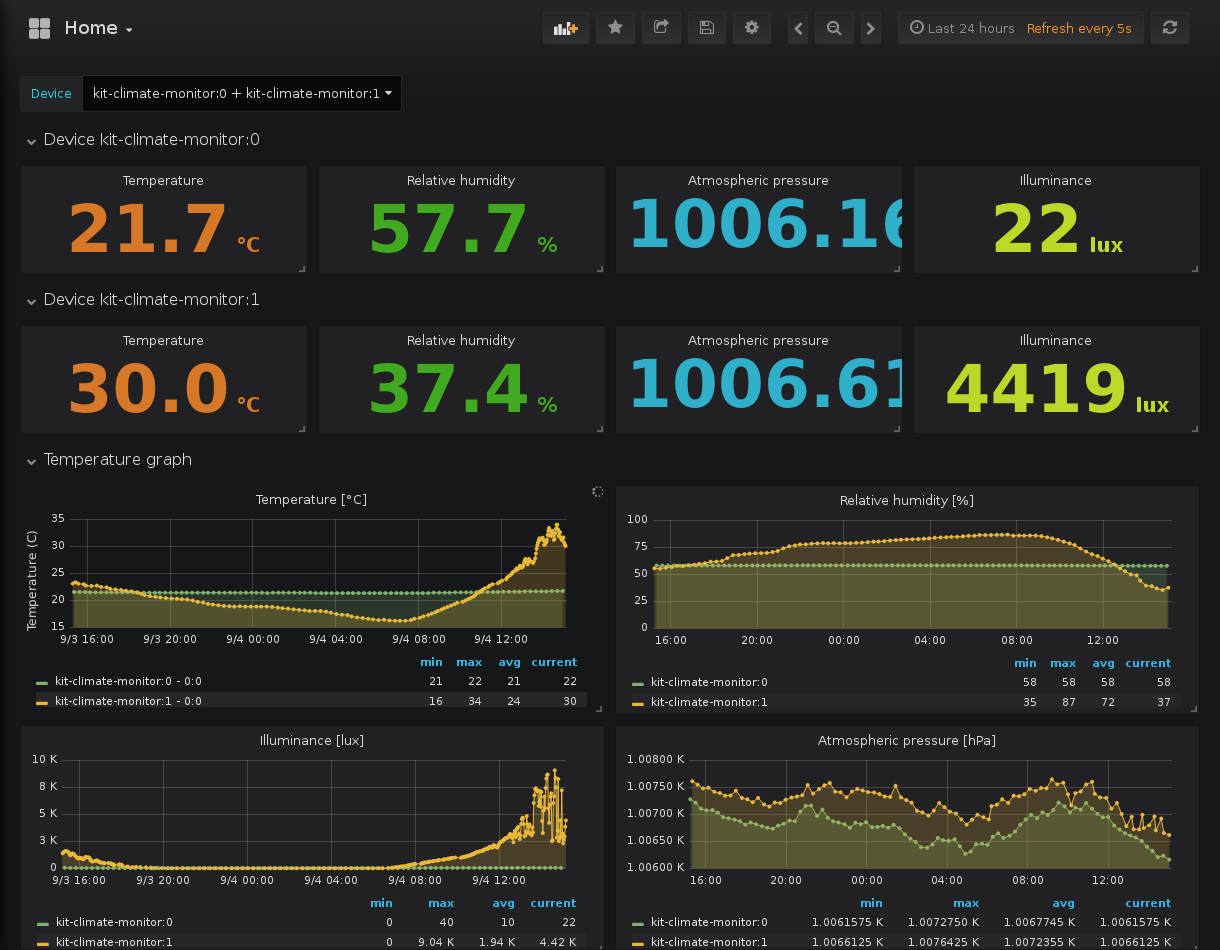 Home
Last 24 hours Refresh every 5s
Device kit-climate-monitor:0 + kit-climate-monitor:1
Device kit-climate-monitor:0
Temperature Relative humidity Atmospheric pressure Illuminance
21.7 °C 57.7 % 1006.16 22 lux
Device kit-climate-monitor:1
Temperature Relative humidity Atmospheric pressure Illuminance
30.0 °C 37.4 % 1006.61 4419 lux
Temperature graph
Temperature [°C]
Temperature (C)
35
30
25
20
15
9/3 16:00 9/3 20:00 9/4 00:00 9/4 04:00 9/4 08:00 9/4 12:00
min max avg current
kit-climate-monitor:0 - 0:0 21 22 21 22
kit-climate-monitor:1 - 0:0 16 34 24 30
Relative humidity [%]
100
75
50
25
0
16:00 20:00 00:00 04:00 08:00 12:00
min max avg current
kit-climate-monitor:0 58 58 58 58
kit-climate-monitor:1 35 87 72 37
Illuminance [lux]
10 K
8 K
5 K
3 K
0
9/3 16:00 9/3 20:00 9/4 00:00 9/4 04:00 9/4 08:00 9/4 12:00
min max avg current
kit-climate-monitor:0 0 40 10 22
kit-climate-monitor:1 0 9.04 K 1.94 K 4.42 K
Atmospheric pressure [hPa]
1.00800 K
1.00750 K
1.00700 K
1.00650 K
1.00600 K
16:00 20:00 00:00 04:00 08:00 12:00
min max avg current
kit-climate-monitor:0 1.0061575 K 1.0072750 K 1.0067745 K 1.0061575 K
kit-climate-monitor:1 1.0066125 K 1.0076425 K 1.0072355 K 1.0066125 K